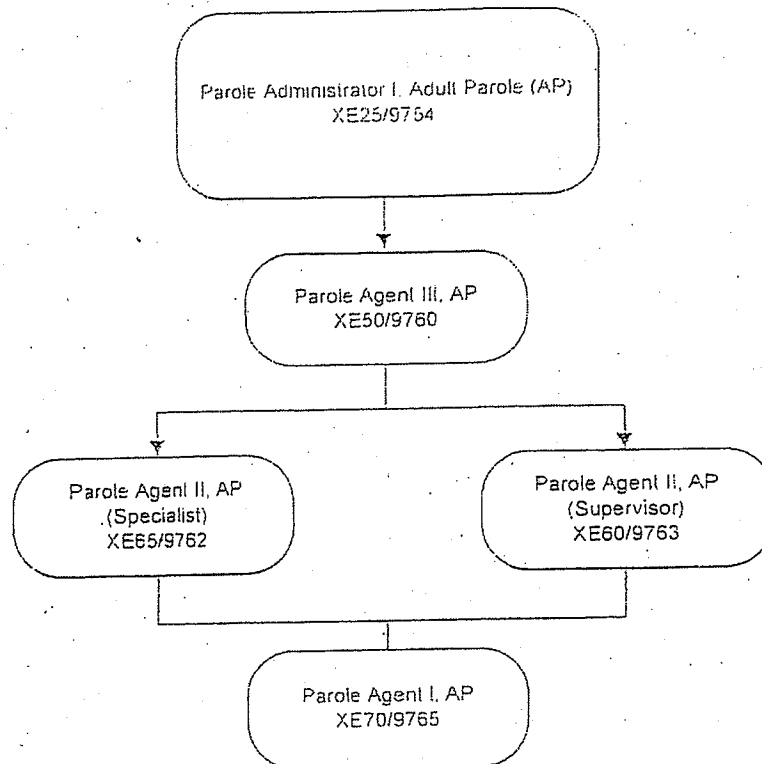 Parole Administrator I, Adult Parole (AP)
XE25/9754
Parole Agent III, AP
XE50/9760
Parole Agent II, AP
(Specialist)
XE65/9762
Parole Agent II, AP
(Supervisor)
XE60/9763
Parole Agent I, AP
XE70/9765